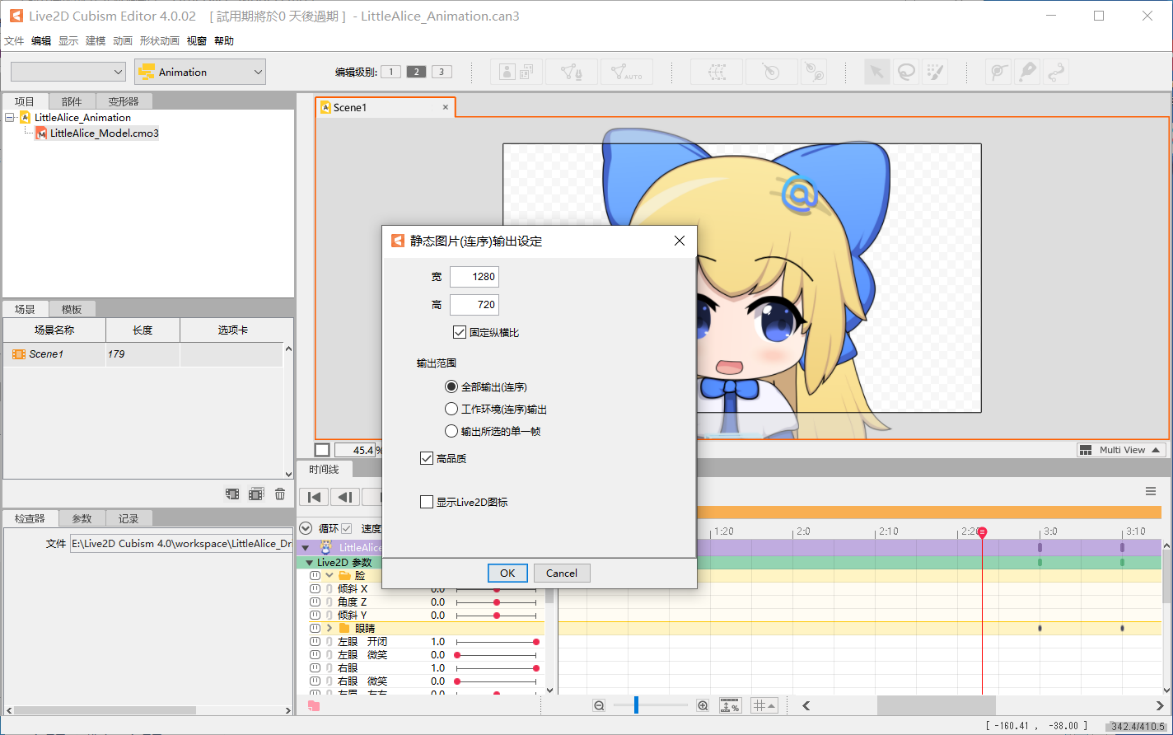 Live2D Cubism Editor 4.0.02 [ 試用期將於0 天後過期 ] - LittleAlice_Animation.can3
文件 编辑 显示 建模 动画 形状动画 视窗 帮助
Animation
编辑级别: 1 2 3
AUTO
项目 部件 变形器
LittleAlice_Animation
LittleAlice_Model.cmo3
场景 模板
场景名称 长度 选项卡
Scene1 179
检查器 参数 记录
文件 E:\Live2D Cubism 4.0\workspace\LittleAlice_Dr
Scene1
@
静态图片(连序)输出设定
宽 1280
高 720
固定纵横比
输出范围
全部输出(连序)
工作环境(连序)输出
输出所选的单一帧
高品质
显示Live2D图标
OK Cancel
45.4 %
Multi View
时间线
循环 速度
1:20 2:0 2:10 2:20 3:0 3:10
LittleAlice
Live2D 参数
脸
倾斜 X 0.0
角度 Z 0.0
倾斜 Y 0.0
眼睛
左眼 开闭 1.0
左眼 微笑 0.0
右眼 1.0
右眼 微笑 0.0
[ -160.41 , -38.00 ] 342.4/410.5